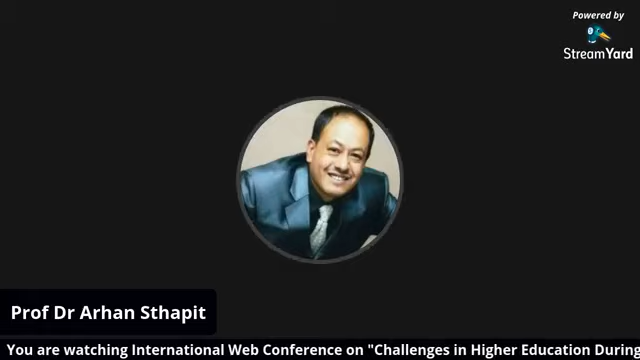 Powered by
StreamYard
Prof Dr Arhan Sthapit
You are watching International Web Conference on "Challenges in Higher Education During